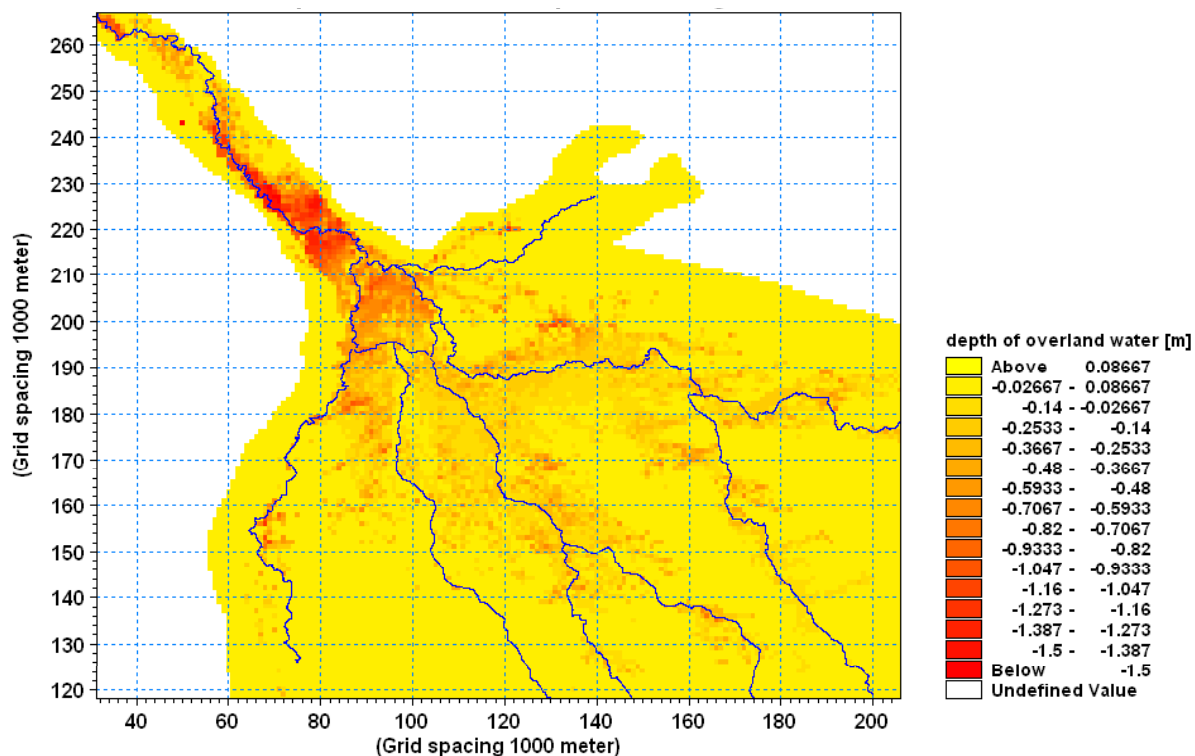 260
250
240
230
220
210
200
190
180
170
160
150
140
130
120
(Grid spacing 1000 meter)
40 60 80 100 120 140 160 180 200
(Grid spacing 1000 meter)
depth of overland water [m]
Above 0.08667
-0.02667 - 0.08667
-0.14 - -0.02667
-0.2533 - -0.14
-0.3667 - -0.2533
-0.48 - -0.3667
-0.5933 - -0.48
-0.7067 - -0.5933
-0.82 - -0.7067
-0.9333 - -0.82
-1.047 - -0.9333
-1.16 - -1.047
-1.273 - -1.16
-1.387 - -1.273
-1.5 - -1.387
Below -1.5
Undefined Value